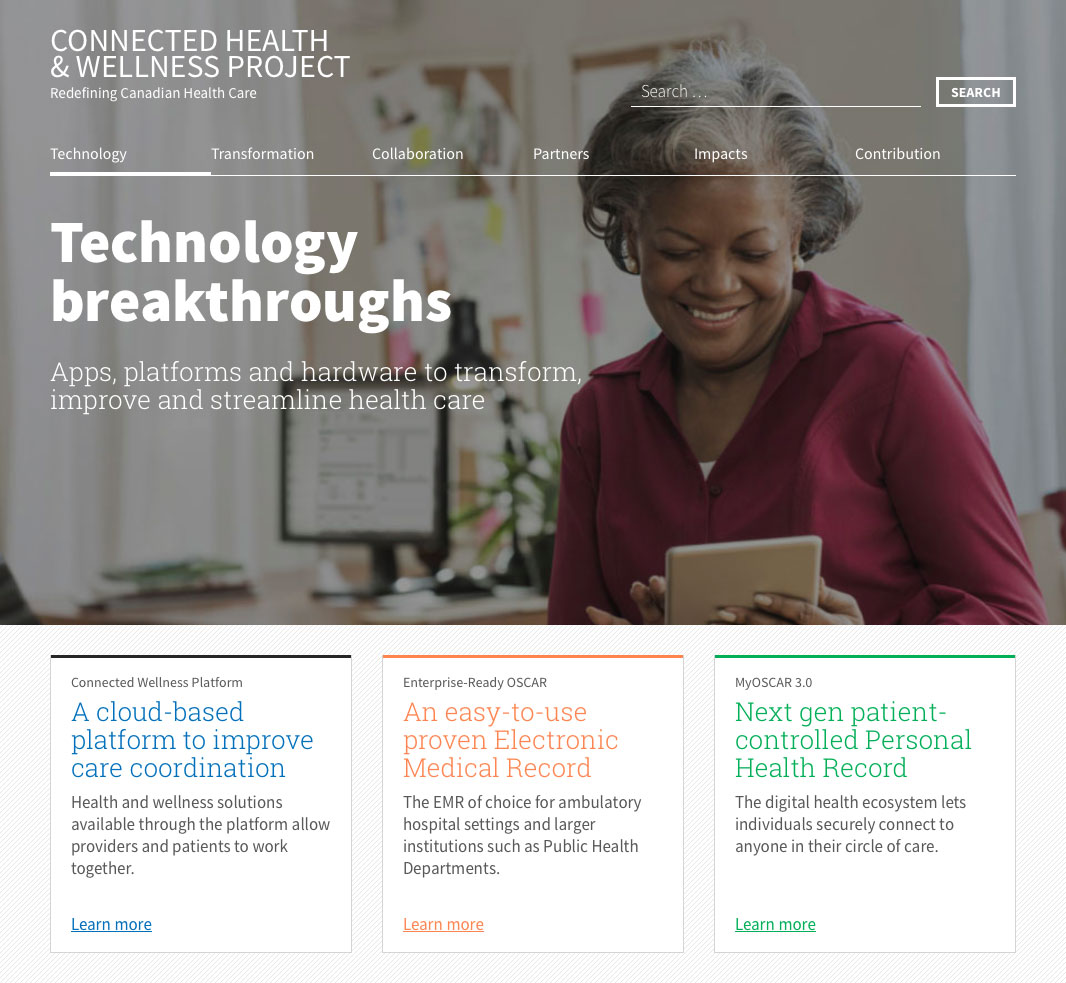 CONNECTED HEALTH
& WELLNESS PROJECT
Redefining Canadian Health Care
Search ...
SEARCH
Technology
Transformation
Collaboration
Partners
Impacts
Contribution
Technology
breakthroughs
Apps, platforms and hardware to transform,
improve and streamline health care
Connected Wellness Platform
A cloud-based
platform to improve
care coordination
Health and wellness solutions
available through the platform allow
providers and patients to work
together.
Learn more
Enterprise-Ready OSCAR
An easy-to-use
proven Electronic
Medical Record
The EMR of choice for ambulatory
hospital settings and larger
institutions such as Public Health
Departments.
Learn more
MyOSCAR 3.0
Next gen patient-
controlled Personal
Health Record
The digital health ecosystem lets
individuals securely connect to
anyone in their circle of care.
Learn more